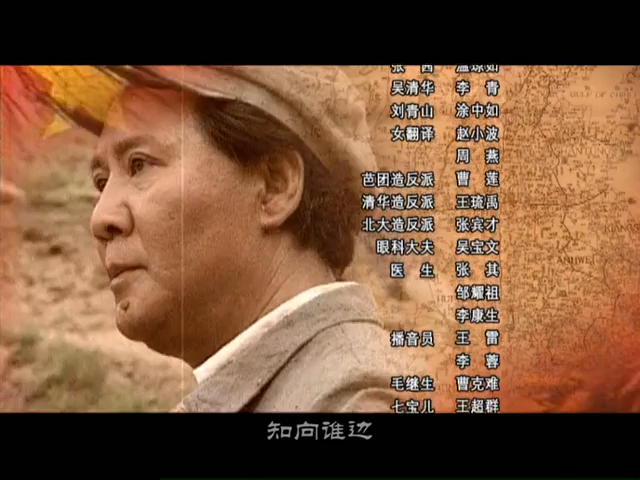 吴清华 李 青
刘青山 涂中如
女翻译 赵小波
周 燕
芭团造反派 曹 莲
清华造反派 王琉禹
北大造反派 张宾才
眼科大夫 吴宝文
医 生 张 其
邹耀祖
李康生
播音员 王 雷
李 蓉
毛继生 曹克难
七宝儿 王超群
知向谁边